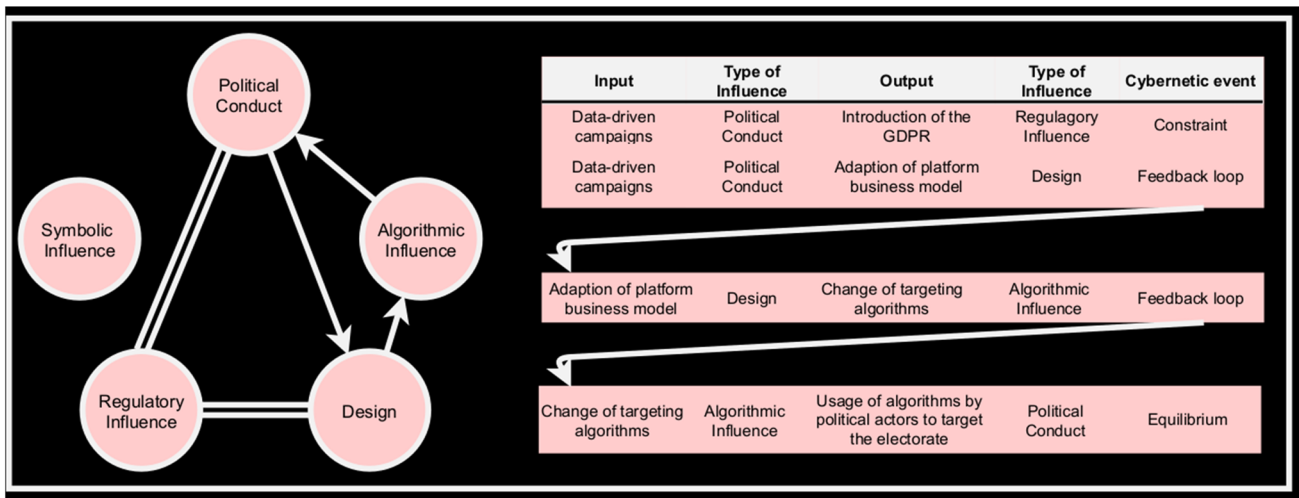 Political
Conduct
Symbolic
Influence
Algorithmic
Influence
Regulatory
Influence
Design
Input
Type of
Influence
Output
Type of
Influence
Cybernetic event
Data-driven
campaigns
Political
Conduct
Introduction of the
GDPR
Regulagory
Influence
Constraint
Data-driven
campaigns
Political
Conduct
Adaption of platform
business model
Design
Feedback loop
Adaption of platform
business model
Design
Change of targeting
algorithms
Algorithmic
Influence
Feedback loop
Change of targeting
algorithms
Algorithmic
Influence
Usage of algorithms by
political actors to target
the electorate
Political
Conduct
Equilibrium